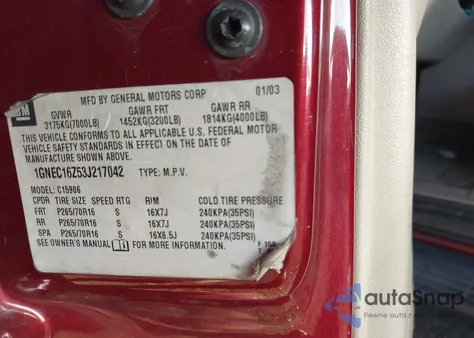 GM
MFD BY GENERAL MOTORS CORP 01/03
GVWR GAWR FRT GAWR RR
3175KG(7000LB) 1452KG(3200LB) 1814KG(4000LB)
THIS VEHICLE CONFORMS TO ALL APPLICABLE U.S. FEDERAL MOTOR
VEHICLE SAFETY STANDARDS IN EFFECT ON THE DATE OF
MANUFACTURE SHOWN ABOVE.
1GNEC16Z53J217042 TYPE: M.P.V.
MODEL: C15906
CPDR TIRE SIZE SPEED RTG RIM COLD TIRE PRESSURE
FRT P265/70R16 S 16X7J 240KPA(35PSI)
RR P265/70R16 S 16X7J 240KPA(35PSI)
SPA P265/70R16 S 16X6.5J 240KPA(35PSI)
SEE OWNER'S MANUAL FOR MORE INFORMATION.
autoSnap
Pewne auta z